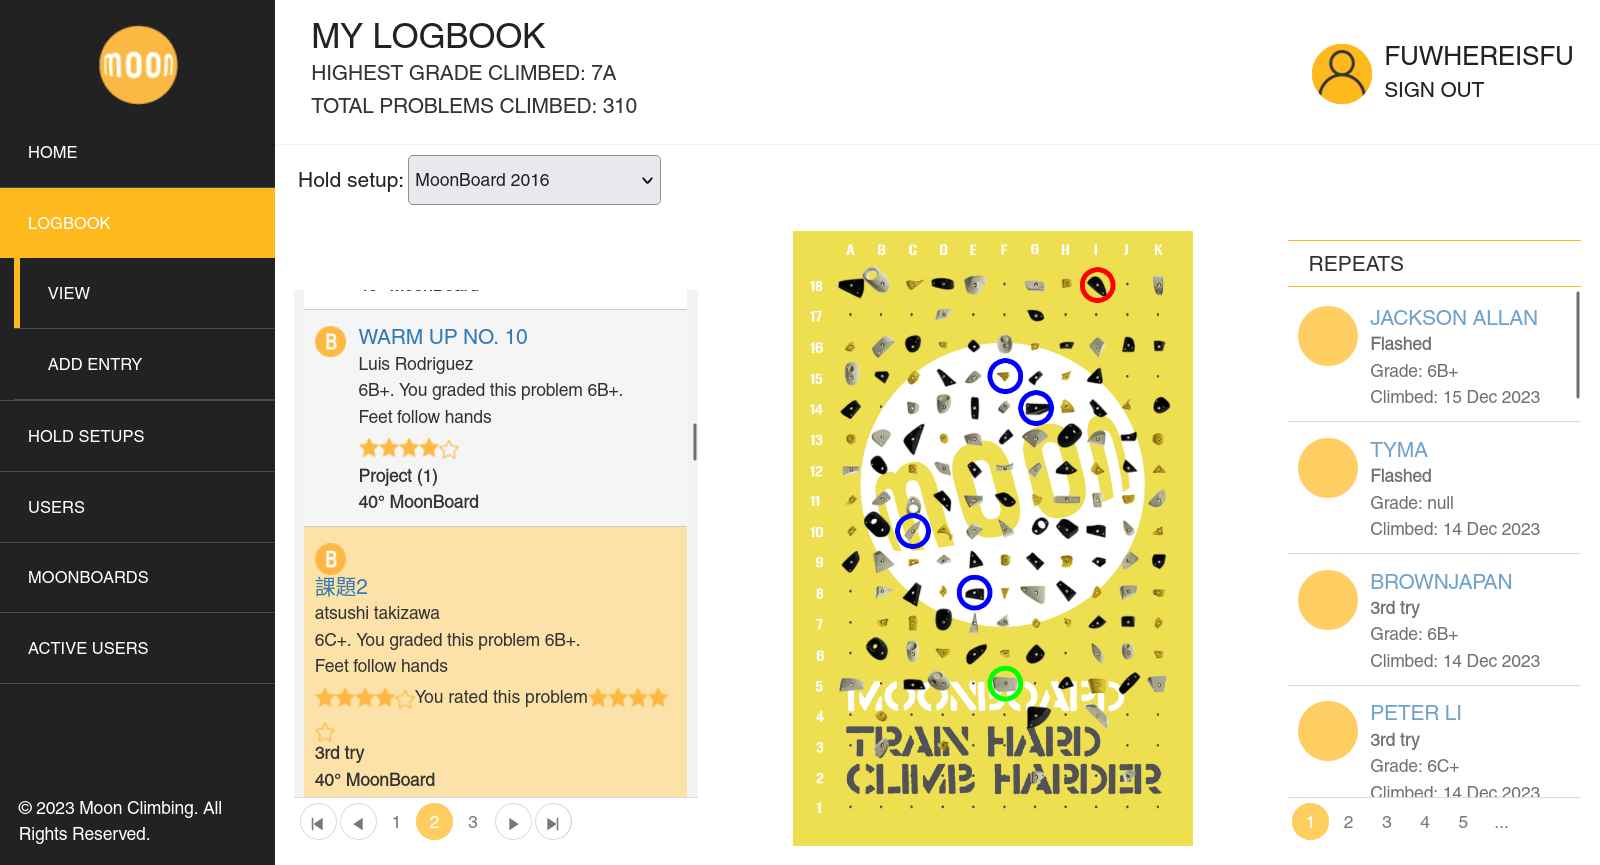 moon
HOME
LOGBOOK
VIEW
ADD ENTRY
HOLD SETUPS
USERS
MOONBOARDS
ACTIVE USERS
© 2023 Moon Climbing. All
Rights Reserved.
MY LOGBOOK
HIGHEST GRADE CLIMBED: 7A
TOTAL PROBLEMS CLIMBED: 310
FUWHEREISFU
SIGN OUT
Hold setup: MoonBoard 2016
40° MoonBoard
B WARM UP NO. 10
Luis Rodriguez
6B+. You graded this problem 6B+.
Feet follow hands
Project (1)
40° MoonBoard
B
課題2
atsushi takizawa
6C+. You graded this problem 6B+.
Feet follow hands
You rated this problem
3rd try
40° MoonBoard
1 2 3
A B C D E F G H I J K
18
17
16
15
14
13
12
11
10
9
8
7
6
5
4
3
2
1
moon
MOONBOARD
TRAIN HARD
CLIMB HARDER
REPEATS
JACKSON ALLAN
Flashed
Grade: 6B+
Climbed: 15 Dec 2023
TYMA
Flashed
Grade: null
Climbed: 14 Dec 2023
BROWNJAPAN
3rd try
Grade: 6B+
Climbed: 14 Dec 2023
PETER LI
3rd try
Grade: 6C+
Climbed: 14 Dec 2023
1 2 3 4 5 ...